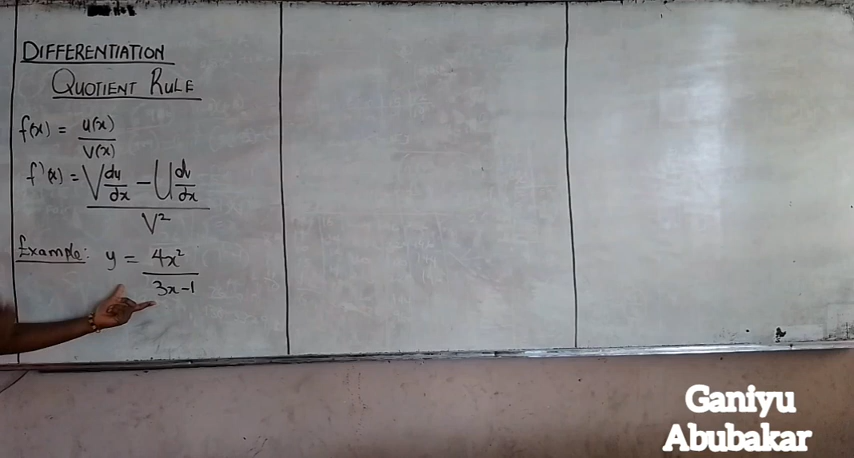 DIFFERENTIATION
QUOTIENT RULE
f(x) = u(x)
v(x)
f'(x) = V du/dx - U dv/dx
V²
Example: y = 4x²
3x-1
Ganiyu
Abubakar